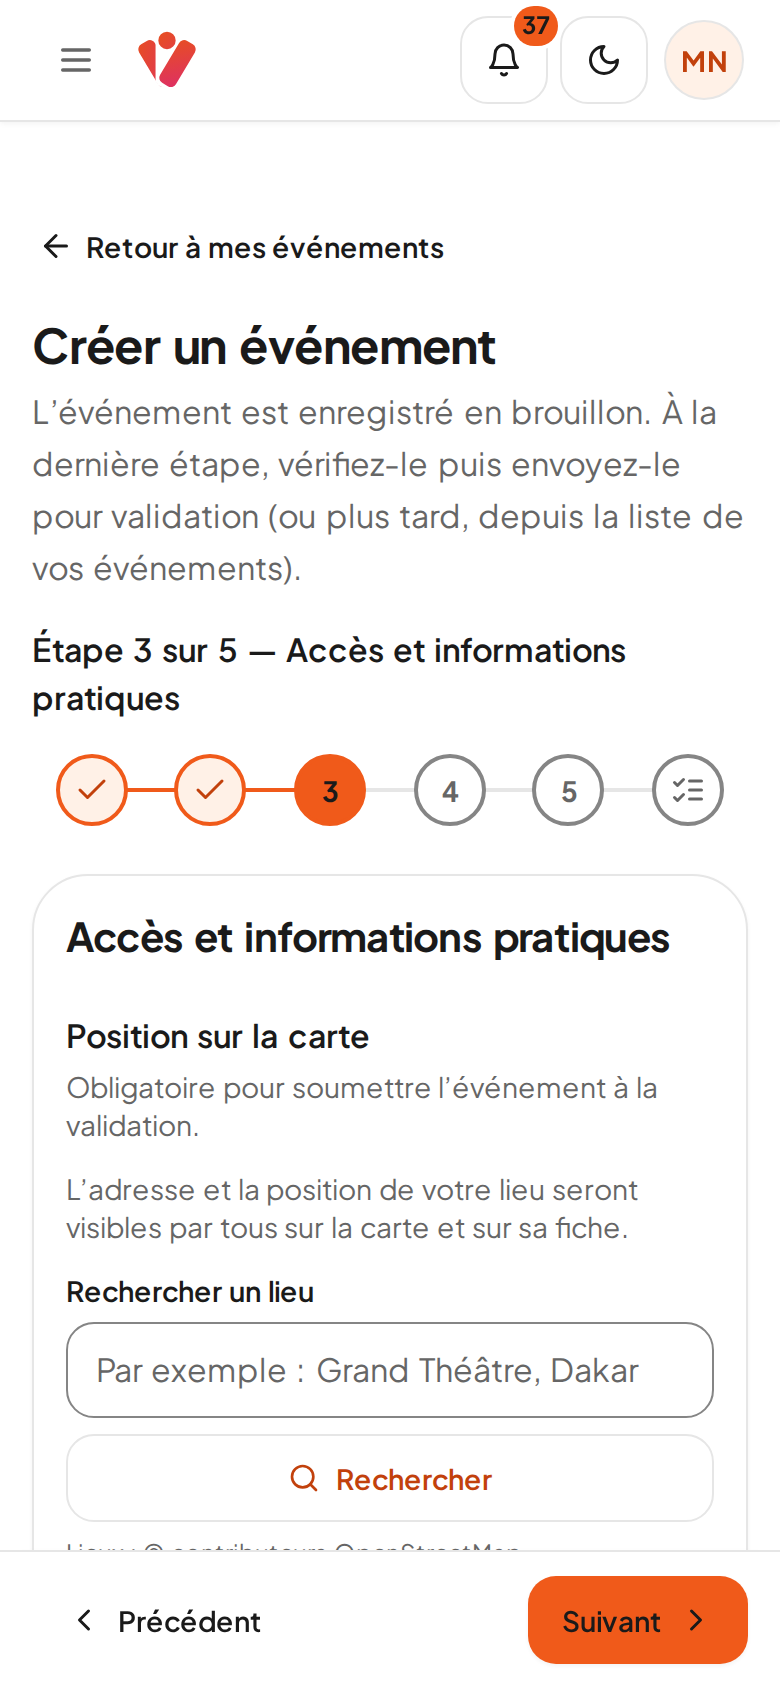 37
MN
Retour à mes événements
Créer un événement
L’événement est enregistré en brouillon. À la
dernière étape, vérifiez-le puis envoyez-le
pour validation (ou plus tard, depuis la liste de
vos événements).
Étape 3 sur 5 — Accès et informations
pratiques
3
4
5
Accès et informations pratiques
Position sur la carte
Obligatoire pour soumettre l’événement à la
validation.
L’adresse et la position de votre lieu seront
visibles par tous sur la carte et sur sa fiche.
Rechercher un lieu
Par exemple : Grand Théâtre, Dakar
Rechercher
Précédent
Suivant